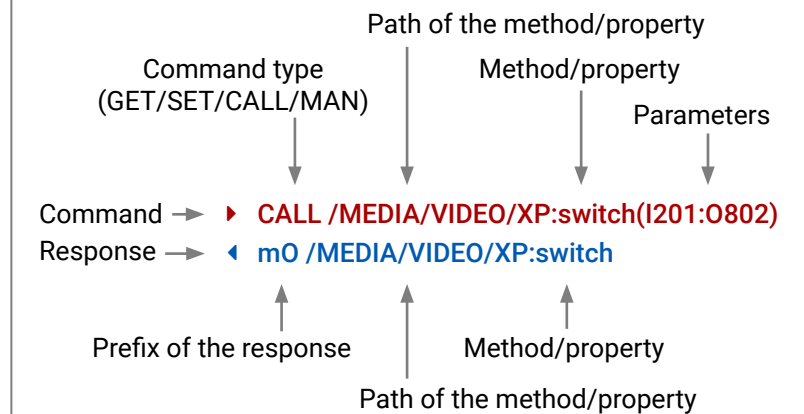 Path of the method/property
Command type
(GET/SET/CALL/MAN)
Method/property
Parameters
Command
CALL /MEDIA/VIDEO/XP:switch(I201:O802)
Response
mO /MEDIA/VIDEO/XP:switch
Prefix of the response
Method/property
Path of the method/property